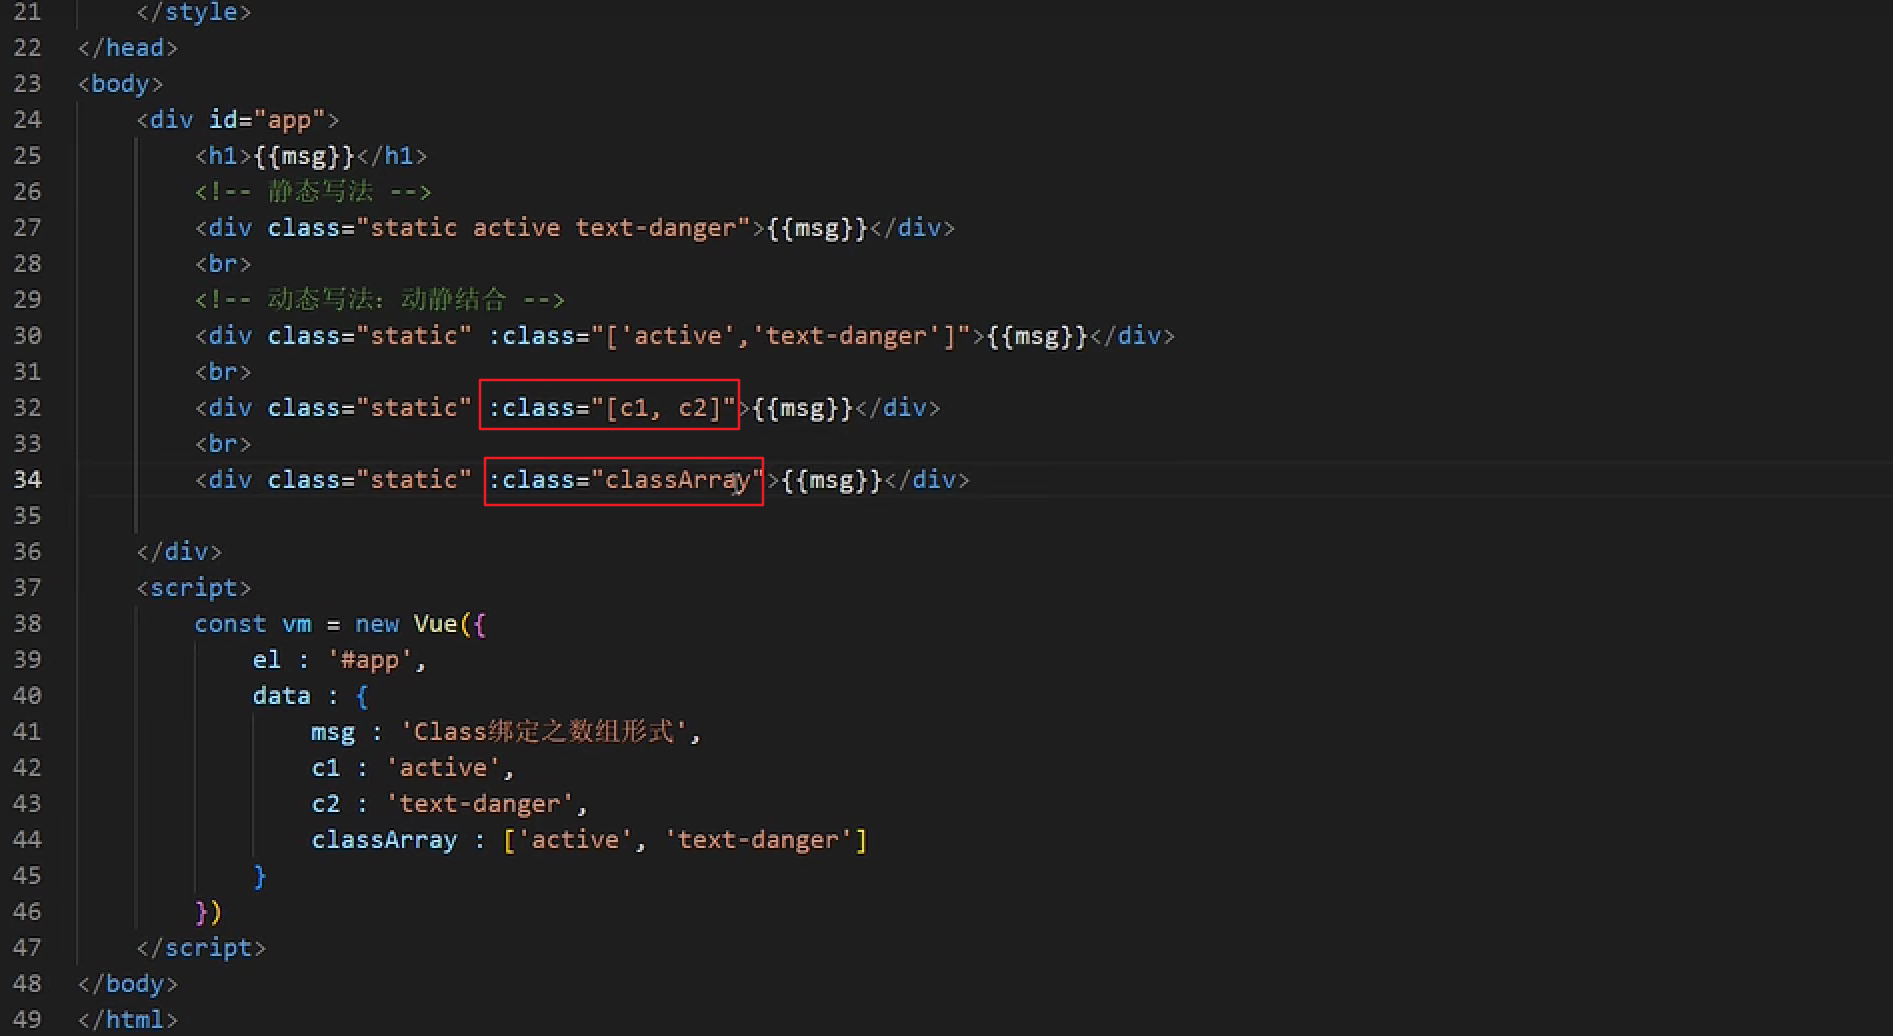 21 </style>
22 </head>
23 <body>
24 <div id="app">
25 <h1>{{msg}}</h1>
26 <!-- 静态写法 -->
27 <div class="static active text-danger">{{msg}}</div>
28 <br>
29 <!-- 动态写法：动静结合 -->
30 <div class="static" :class="['active','text-danger']">{{msg}}</div>
31 <br>
32 <div class="static" :class="[c1, c2]">{{msg}}</div>
33 <br>
34 <div class="static" :class="classArray">{{msg}}</div>
35
36 </div>
37 <script>
38 const vm = new Vue({
39 el : '#app',
40 data : {
41 msg : 'Class绑定之数组形式',
42 c1 : 'active',
43 c2 : 'text-danger',
44 classArray : ['active', 'text-danger']
45 }
46 })
47 </script>
48 </body>
49 </html>